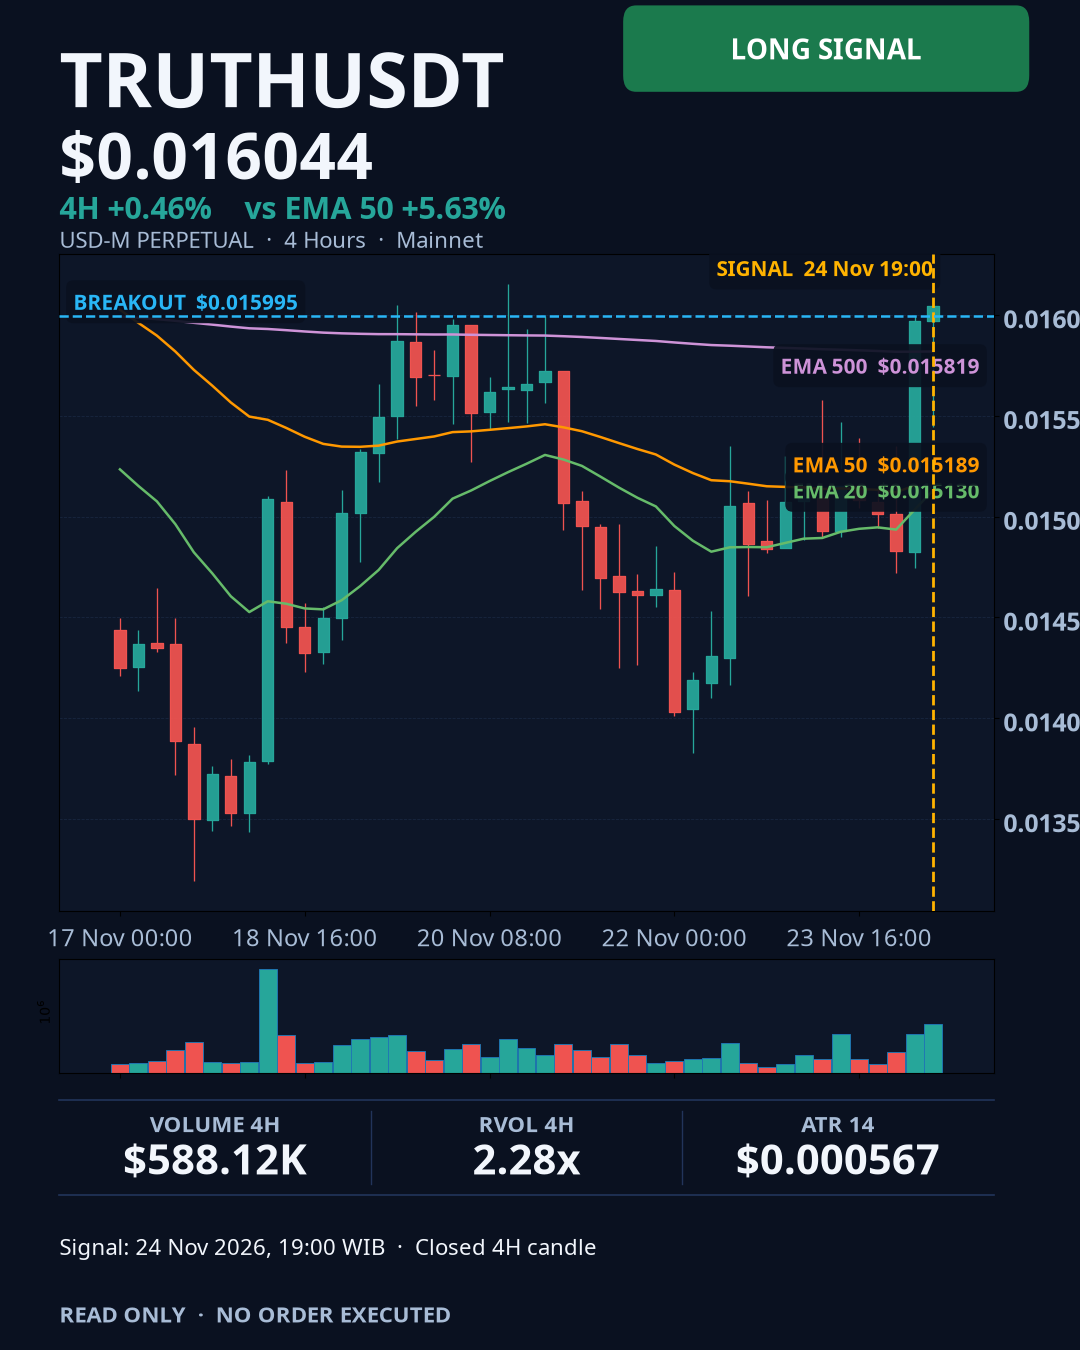 LONG SIGNAL
TRUTHUSDT
$0.016044
4H +0.46% vs EMA 50 +5.63%
USD-M PERPETUAL · 4 Hours · Mainnet
SIGNAL 24 Nov 19:00
BREAKOUT $0.015995
0.0160
EMA 500 $0.015819
0.0155
EMA 50 $0.015189
EMA 20 $0.015130
0.0150
0.0145
0.0140
0.0135
17 Nov 00:00 18 Nov 16:00 20 Nov 08:00 22 Nov 00:00 23 Nov 16:00
10⁶
VOLUME 4H RVOL 4H ATR 14
$588.12K 2.28x $0.000567
Signal: 24 Nov 2026, 19:00 WIB · Closed 4H candle
READ ONLY · NO ORDER EXECUTED